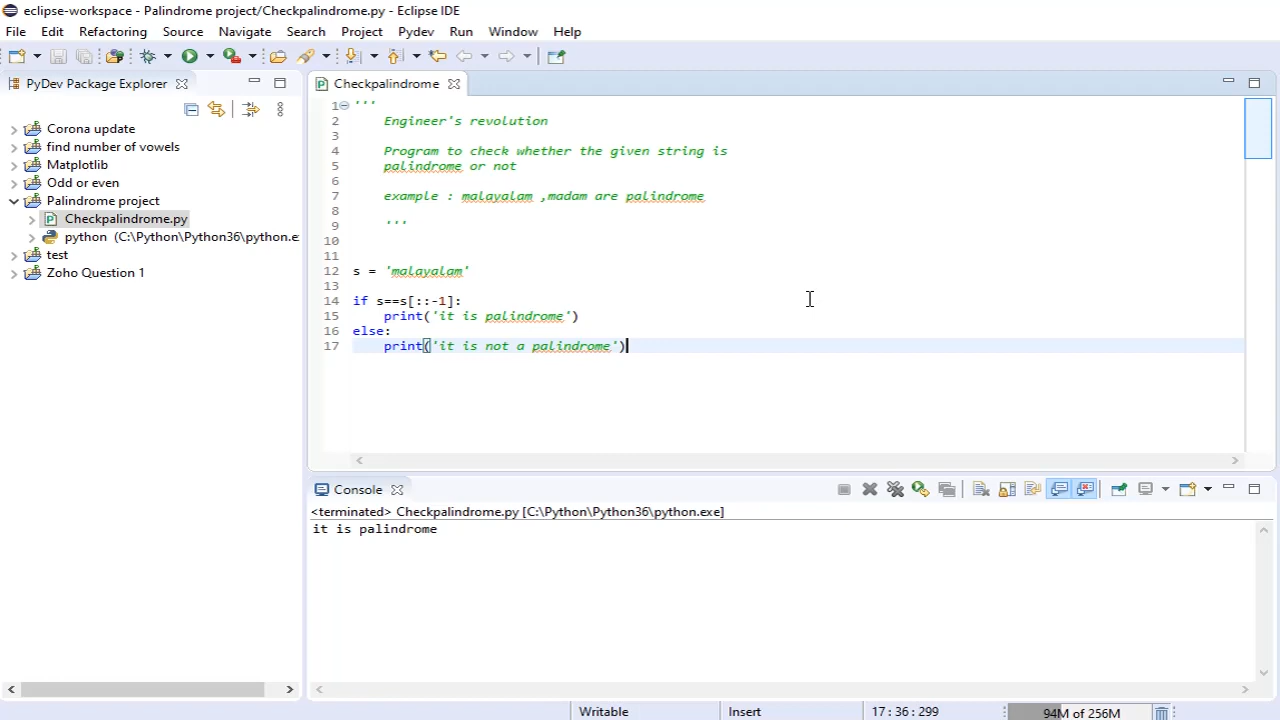 eclipse-workspace - Palindrome project/Checkpalindrome.py - Eclipse IDE
File Edit Refactoring Source Navigate Search Project Pydev Run Window Help
PyDev Package Explorer
Corona update
find number of vowels
Matplotlib
Odd or even
Palindrome project
Checkpalindrome.py
python (C:\Python\Python36\python.e
test
Zoho Question 1
Checkpalindrome
1 '''
2 Engineer's revolution
3
4 Program to check whether the given string is
5 palindrome or not
6
7 example : malayalam ,madam are palindrome
8
9 '''
10
11
12 s = 'malayalam'
13
14 if s==s[::-1]:
15 print('it is palindrome')
16 else:
17 print('it is not a palindrome')
Console
<terminated> Checkpalindrome.py [C:\Python\Python36\python.exe]
it is palindrome
Writable Insert 17 : 36 : 299 94M of 256M